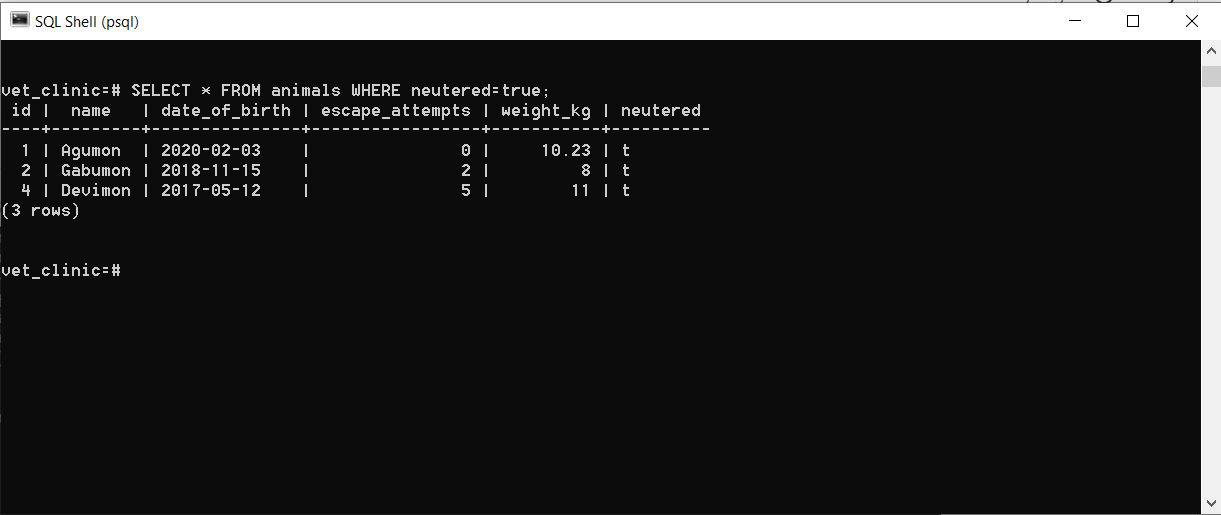 SQL Shell (psql)
vet_clinic=# SELECT * FROM animals WHERE neutered=true;
 id |  name   | date_of_birth | escape_attempts | weight_kg | neutered
----+---------+---------------+-----------------+-----------+----------
  1 | Agumon  | 2020-02-03    |               0 |     10.23 | t
  2 | Gabumon | 2018-11-15    |               2 |         8 | t
  4 | Devimon | 2017-05-12    |               5 |        11 | t
(3 rows)
vet_clinic=#